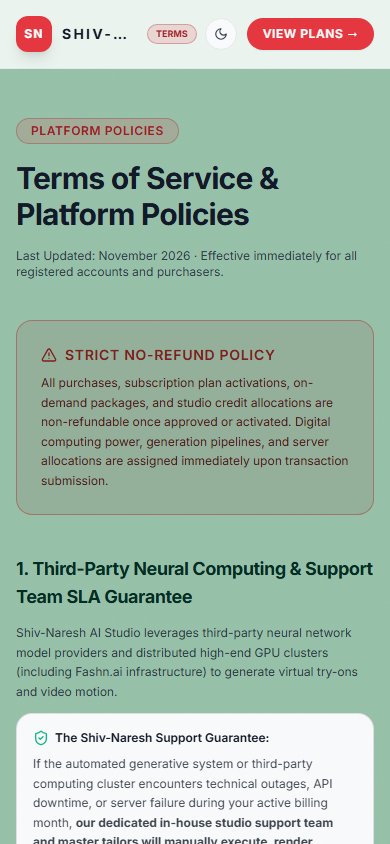 SN SHIV-... TERMS VIEW PLANS →
PLATFORM POLICIES
Terms of Service &
Platform Policies
Last Updated: November 2026 · Effective immediately for all
registered accounts and purchasers.
STRICT NO-REFUND POLICY
All purchases, subscription plan activations, on-
demand packages, and studio credit allocations are
non-refundable once approved or activated. Digital
computing power, generation pipelines, and server
allocations are assigned immediately upon transaction
submission.
1. Third-Party Neural Computing & Support
Team SLA Guarantee
Shiv-Naresh AI Studio leverages third-party neural network
model providers and distributed high-end GPU clusters
(including Fashn.ai infrastructure) to generate virtual try-ons
and video motion.
The Shiv-Naresh Support Guarantee:
If the automated generative system or third-party
computing cluster encounters technical outages, API
downtime, or server failure during your active billing
month, our dedicated in-house studio support team
and master tailors will manually execute, render,